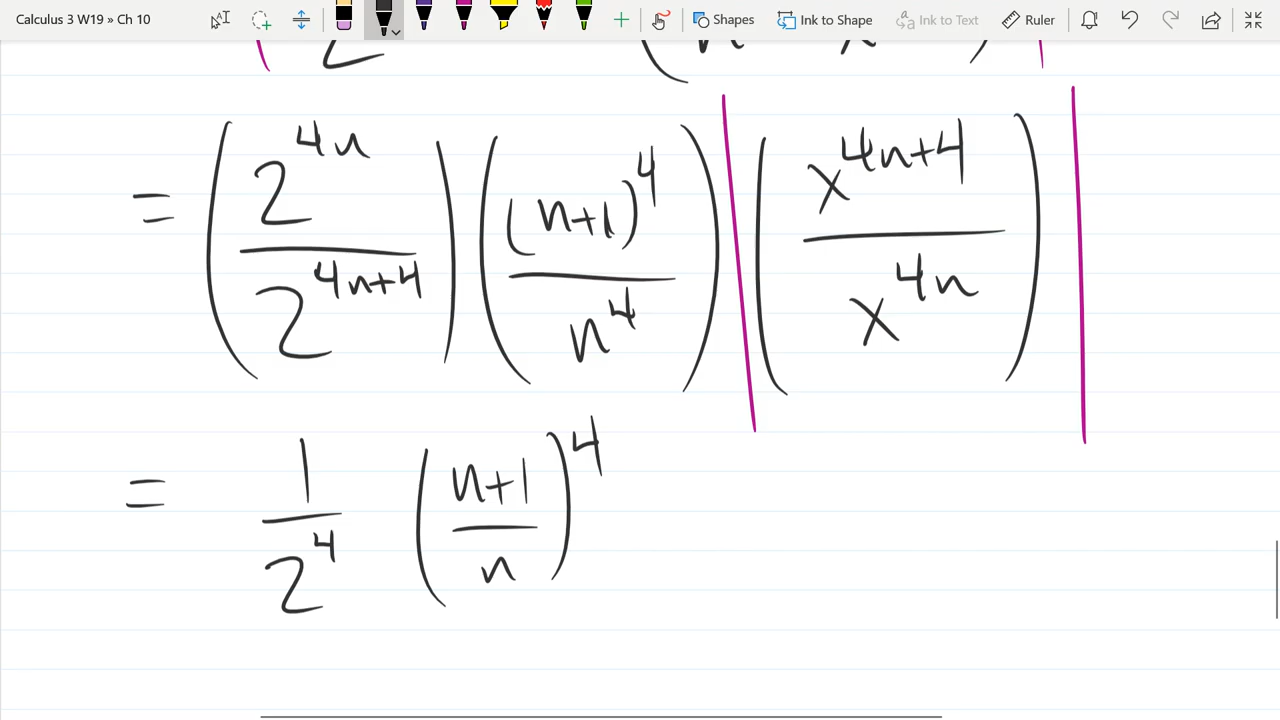 Calculus 3 W19 » Ch 10 Shapes Ink to Shape Ink to Text Ruler
= (2^{4n} / 2^{4n+4}) ((n+1)^4 / n^4) |(x^{4n+4} / x^{4n})|
= 1/2^4 ((n+1)/n)^4